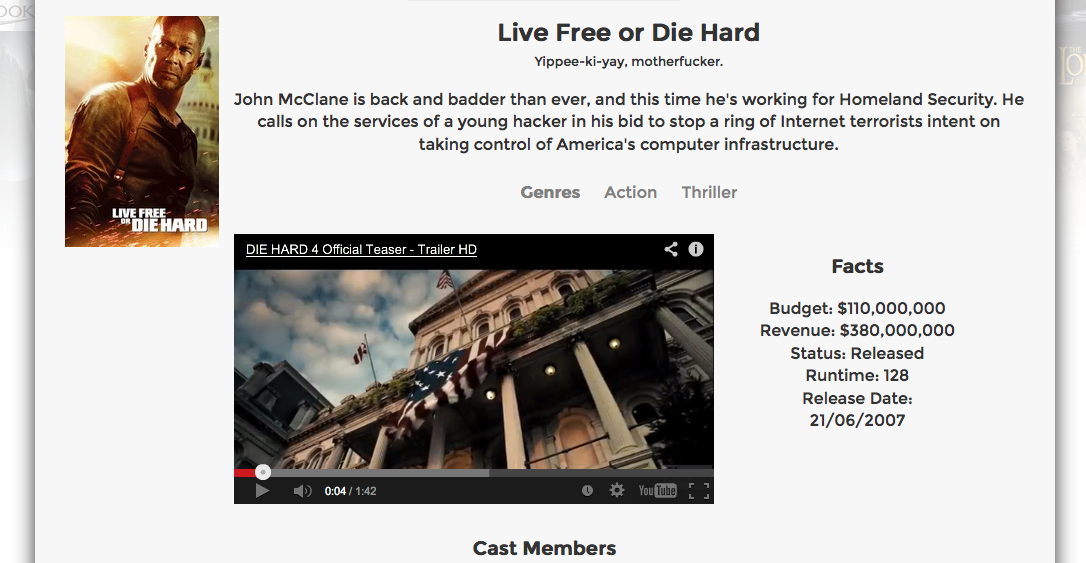 OOK
THE
LO
Live Free or Die Hard
Yippee-ki-yay, motherfucker.
John McClane is back and badder than ever, and this time he's working for Homeland Security. He
calls on the services of a young hacker in his bid to stop a ring of Internet terrorists intent on
taking control of America's computer infrastructure.
Genres Action Thriller
LIVE FREE
OR DIE HARD
DIE HARD 4 Official Teaser - Trailer HD
0:04 / 1:42
YouTube
Facts
Budget: $110,000,000
Revenue: $380,000,000
Status: Released
Runtime: 128
Release Date:
21/06/2007
Cast Members